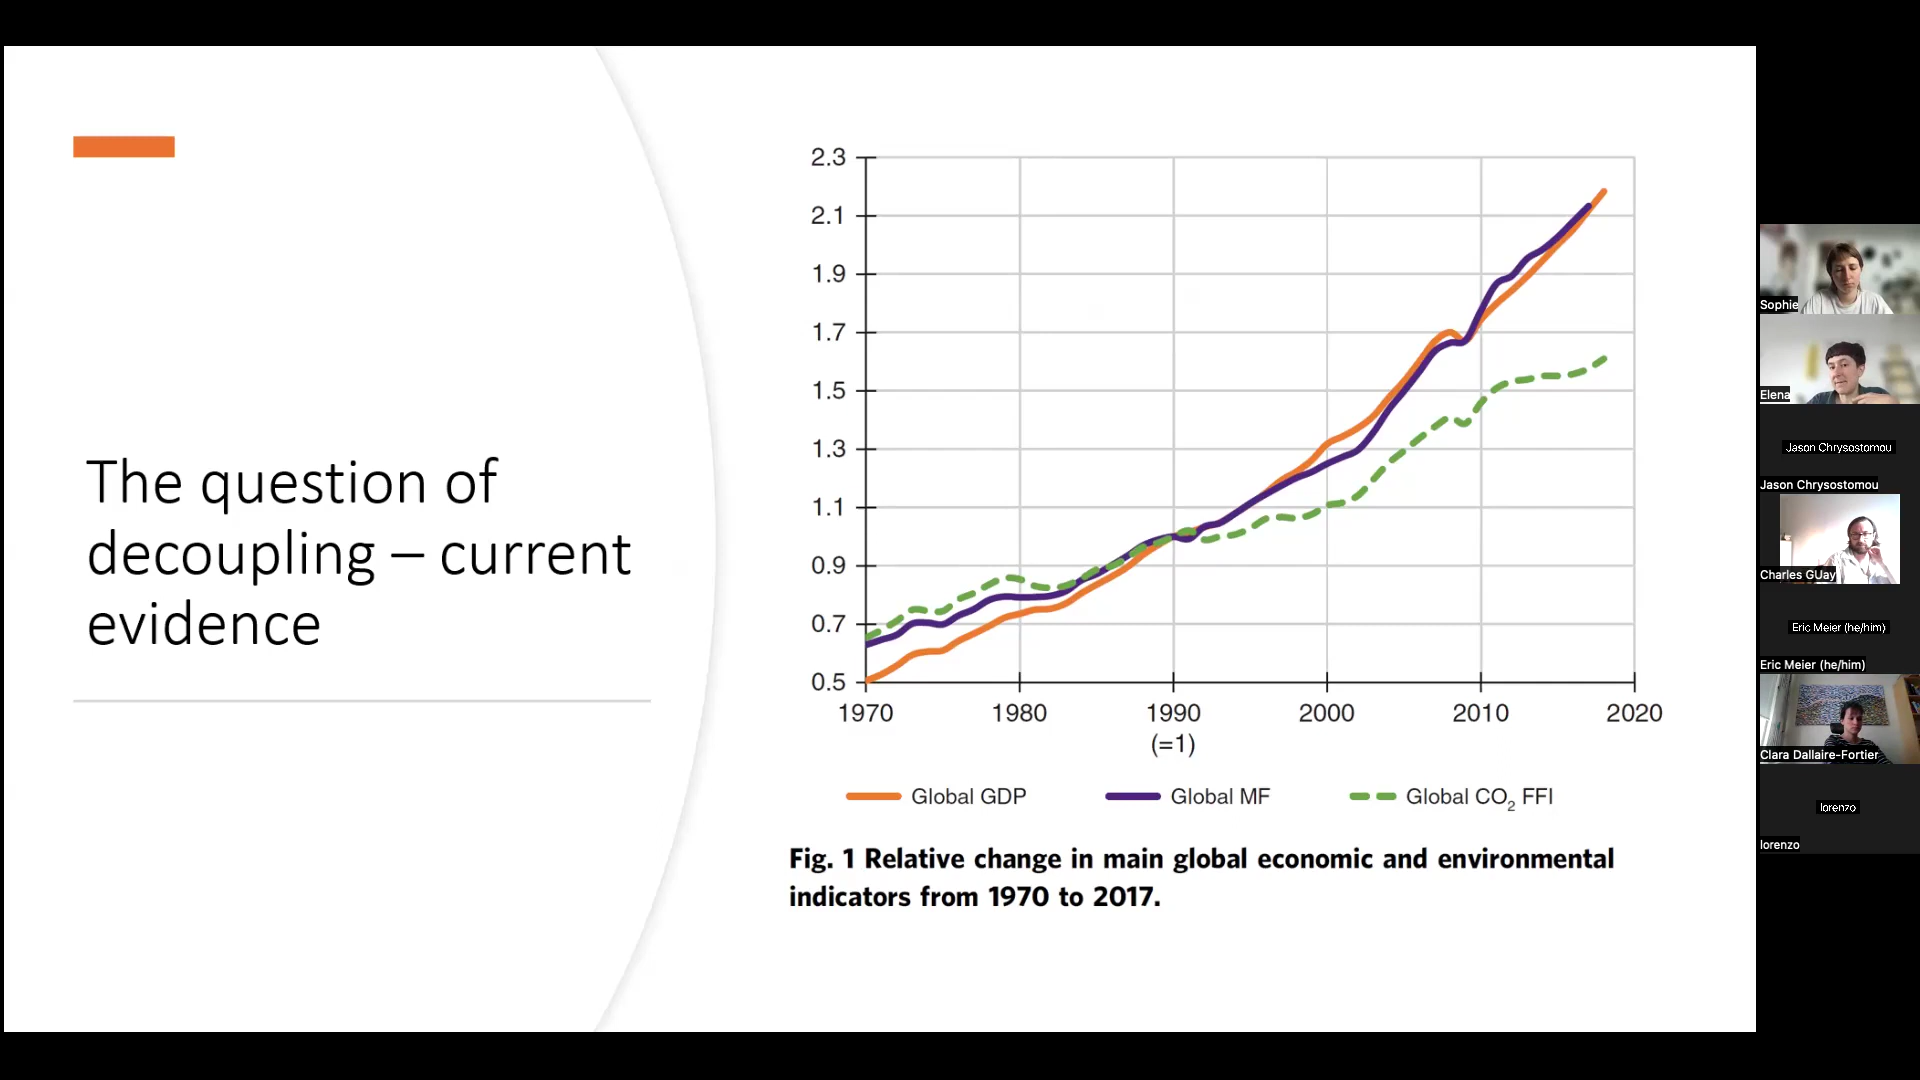 The question of
decoupling – current
evidence
2.3
2.1
1.9
1.7
1.5
1.3
1.1
0.9
0.7
0.5
1970
1980
1990
2000
2010
2020
(=1)
Global GDP
Global MF
Global CO2 FFI
Fig. 1 Relative change in main global economic and environmental
indicators from 1970 to 2017.
Sophie
Elena
Jason Chrysostomou
Jason Chrysostomou
Charles GUay
Eric Meier (he/him)
Eric Meier (he/him)
Clara Dallaire-Fortier
lorenzo
lorenzo